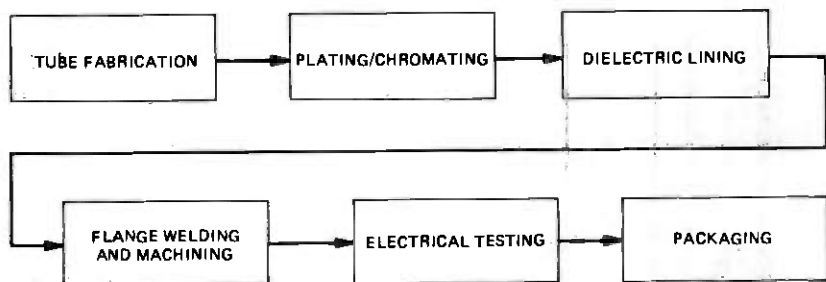 TUBE FABRICATION
PLATING/CHROMATING
DIELECTRIC LINING
FLANGE WELDING
AND MACHINING
ELECTRICAL TESTING
PACKAGING